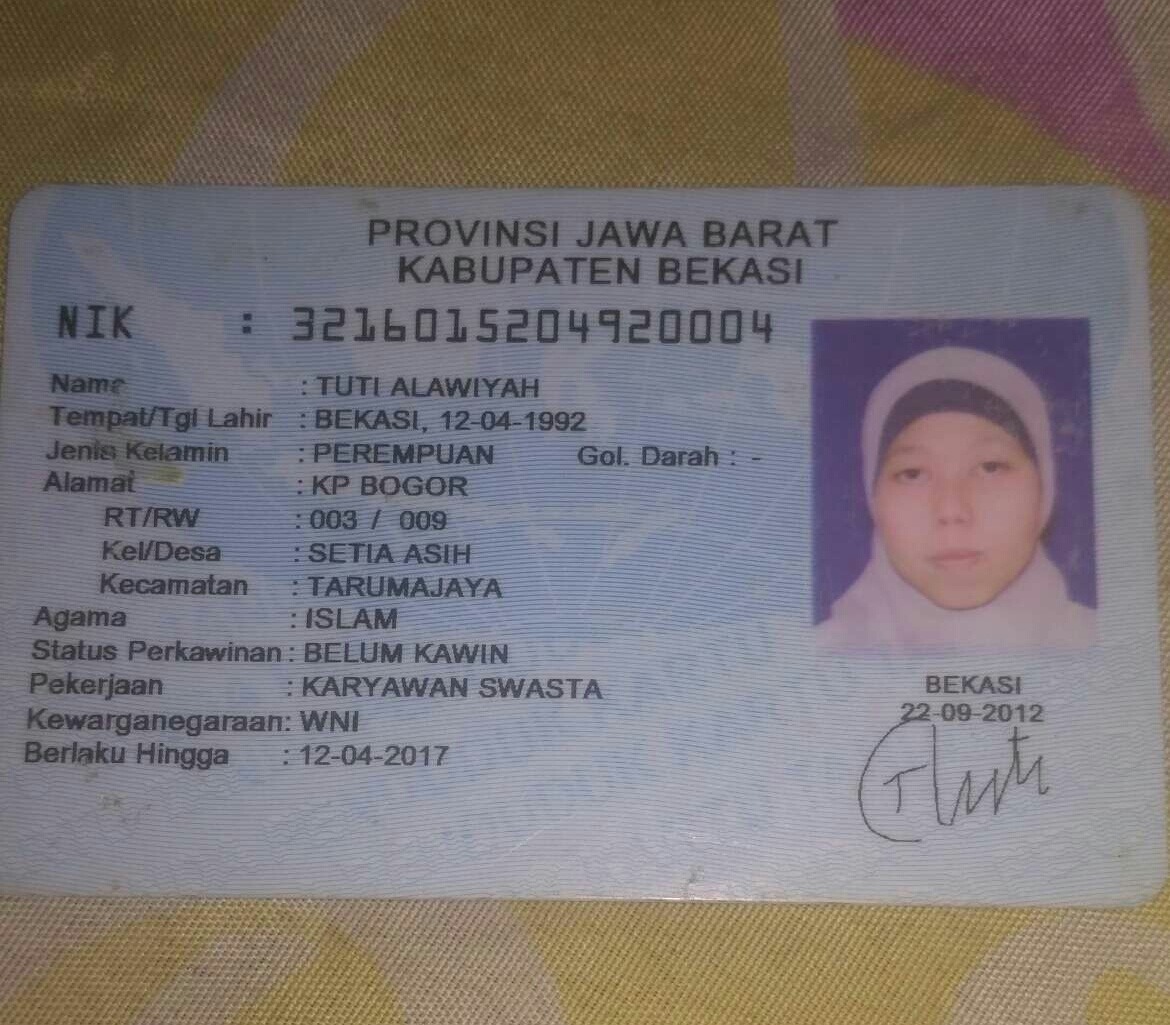 PROVINSI JAWA BARAT
KABUPATEN BEKASI
NIK : 3216015204920004
Nama : TUTI ALAWIYAH
Tempat/Tgl Lahir : BEKASI, 12-04-1992
Jenis Kelamin : PEREMPUAN Gol. Darah : -
Alamat : KP BOGOR
RT/RW : 003 / 009
Kel/Desa : SETIA ASIH
Kecamatan : TARUMAJAYA
Agama : ISLAM
Status Perkawinan : BELUM KAWIN
Pekerjaan : KARYAWAN SWASTA
Kewarganegaraan : WNI
Berlaku Hingga : 12-04-2017
BEKASI
22-09-2012